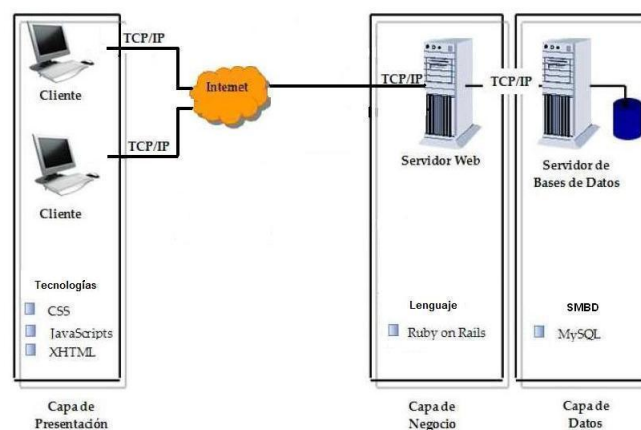 TCP/IP
Cliente
TCP/IP
Cliente
Internet
TCP/IP
TCP/IP
Servidor Web
Servidor de
Bases de Datos
Tecnologías
CSS
JavaScripts
XHTML
Lenguaje
Ruby on Rails
SMBD
MySQL
Capa de
Presentación
Capa de
Negocio
Capa de
Datos